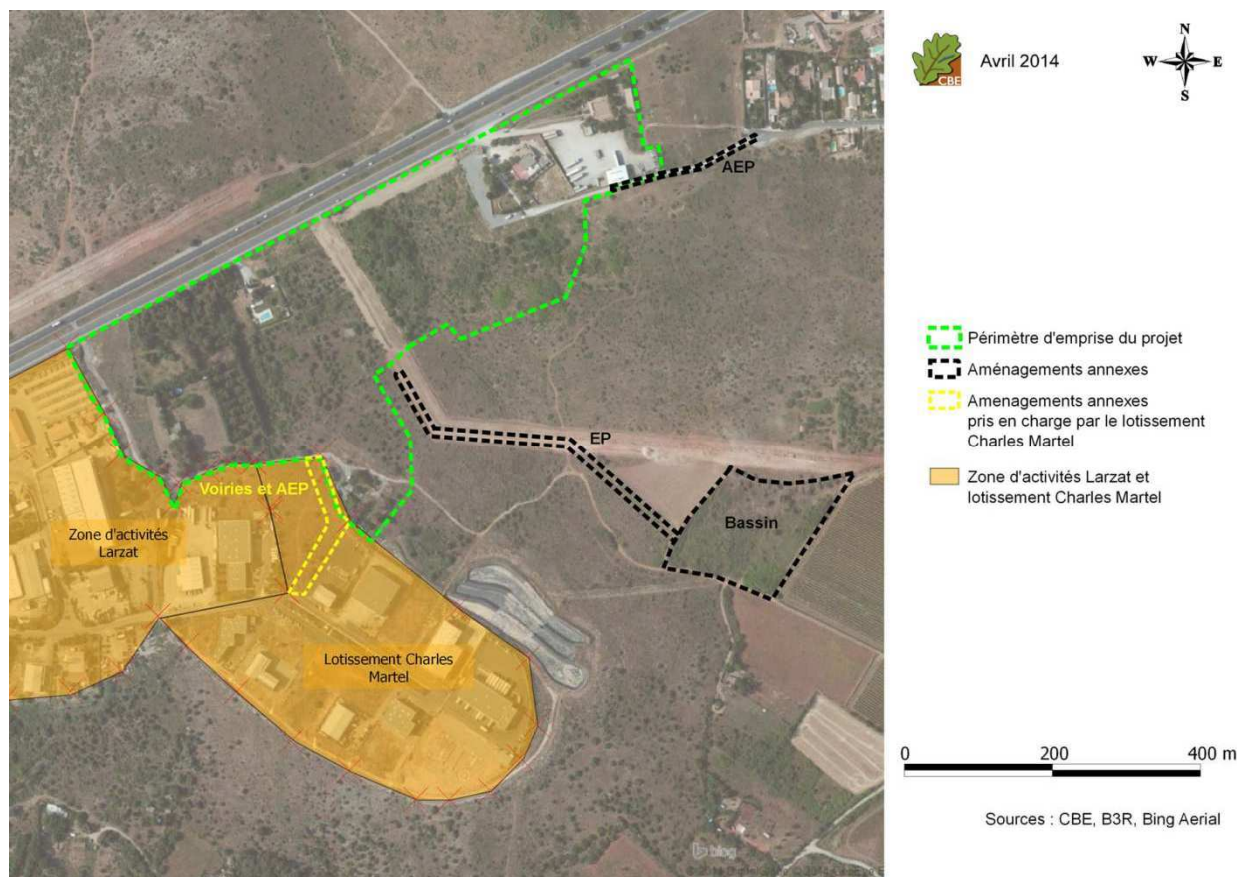 CBE
Avril 2014
N
W
E
S
AEP
Périmètre d'emprise du projet
Aménagements annexes
Amenagements annexes
pris en charge par le lotissement
Charles Martel
Zone d'activités Larzat et
lotissement Charles Martel
EP
Voiries et AEP
Bassin
Zone d'activités
Larzat
Lotissement Charles
Martel
0 200 400 m
Sources : CBE, B3R, Bing Aerial
bing